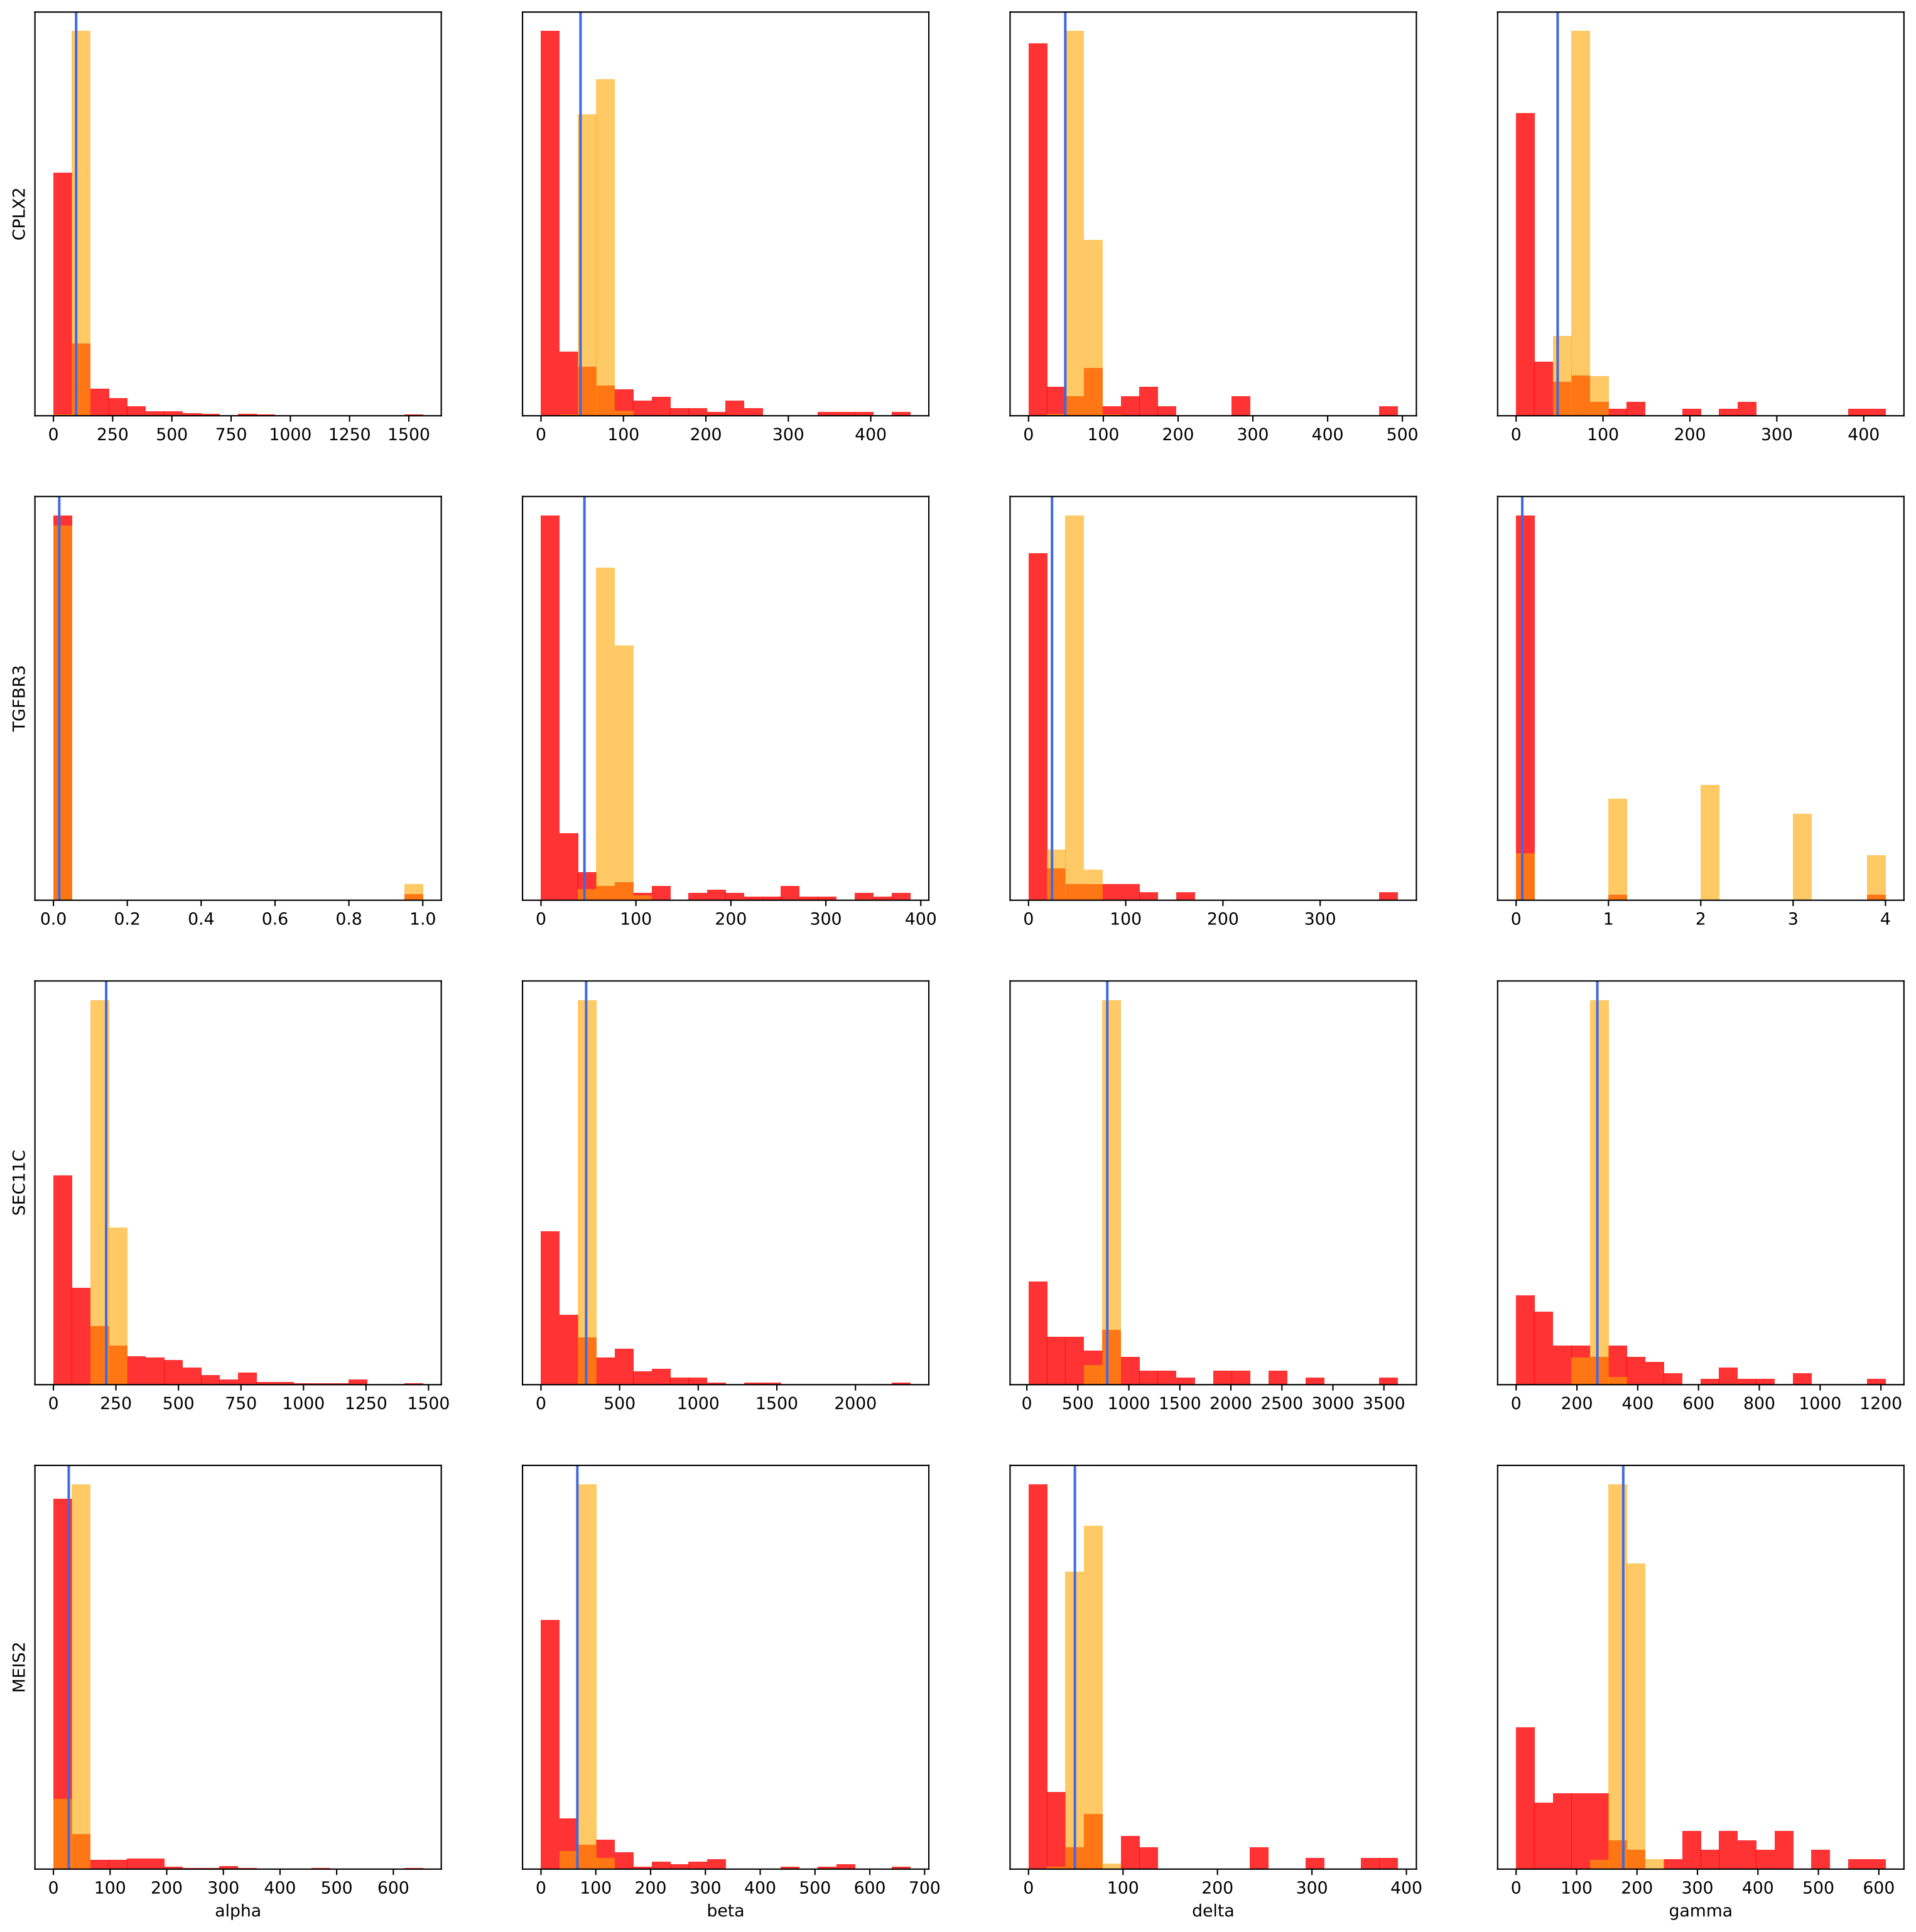 CPLX2
0 250 500 750 1000 1250 1500
0 100 200 300 400
0 100 200 300 400 500
0 100 200 300 400
TGFBR3
0.0 0.2 0.4 0.6 0.8 1.0
0 100 200 300 400
0 100 200 300
0 1 2 3 4
SEC11C
0 250 500 750 1000 1250 1500
0 500 1000 1500 2000
0 500 1000 1500 2000 2500 3000 3500
0 200 400 600 800 1000 1200
MEIS2
0 100 200 300 400 500 600
0 100 200 300 400 500 600 700
0 100 200 300 400
0 100 200 300 400 500 600
alpha
beta
delta
gamma